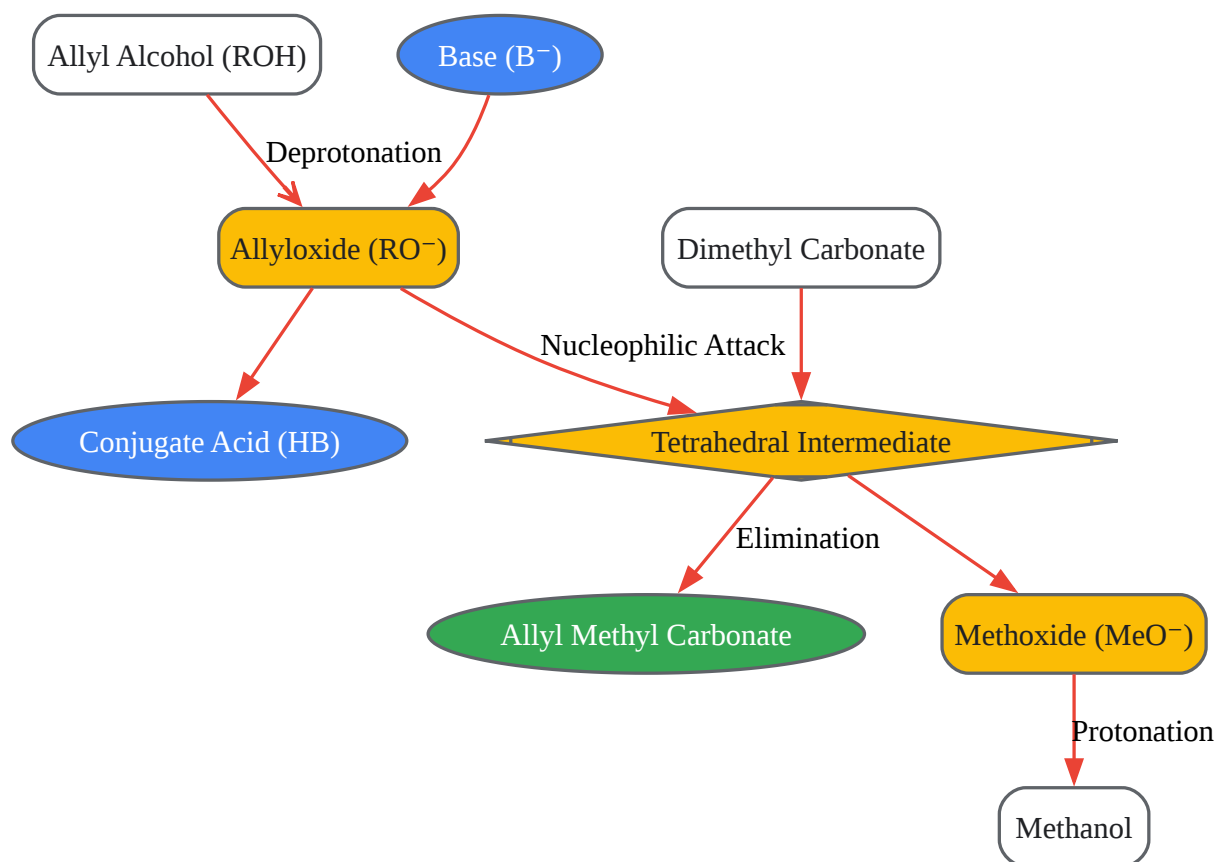 Allyl Alcohol (ROH)
Base (B⁻)
Deprotonation
Allyloxide (RO⁻)
Dimethyl Carbonate
Nucleophilic Attack
Conjugate Acid (HB)
Tetrahedral Intermediate
Elimination
Allyl Methyl Carbonate
Methoxide (MeO⁻)
Protonation
Methanol